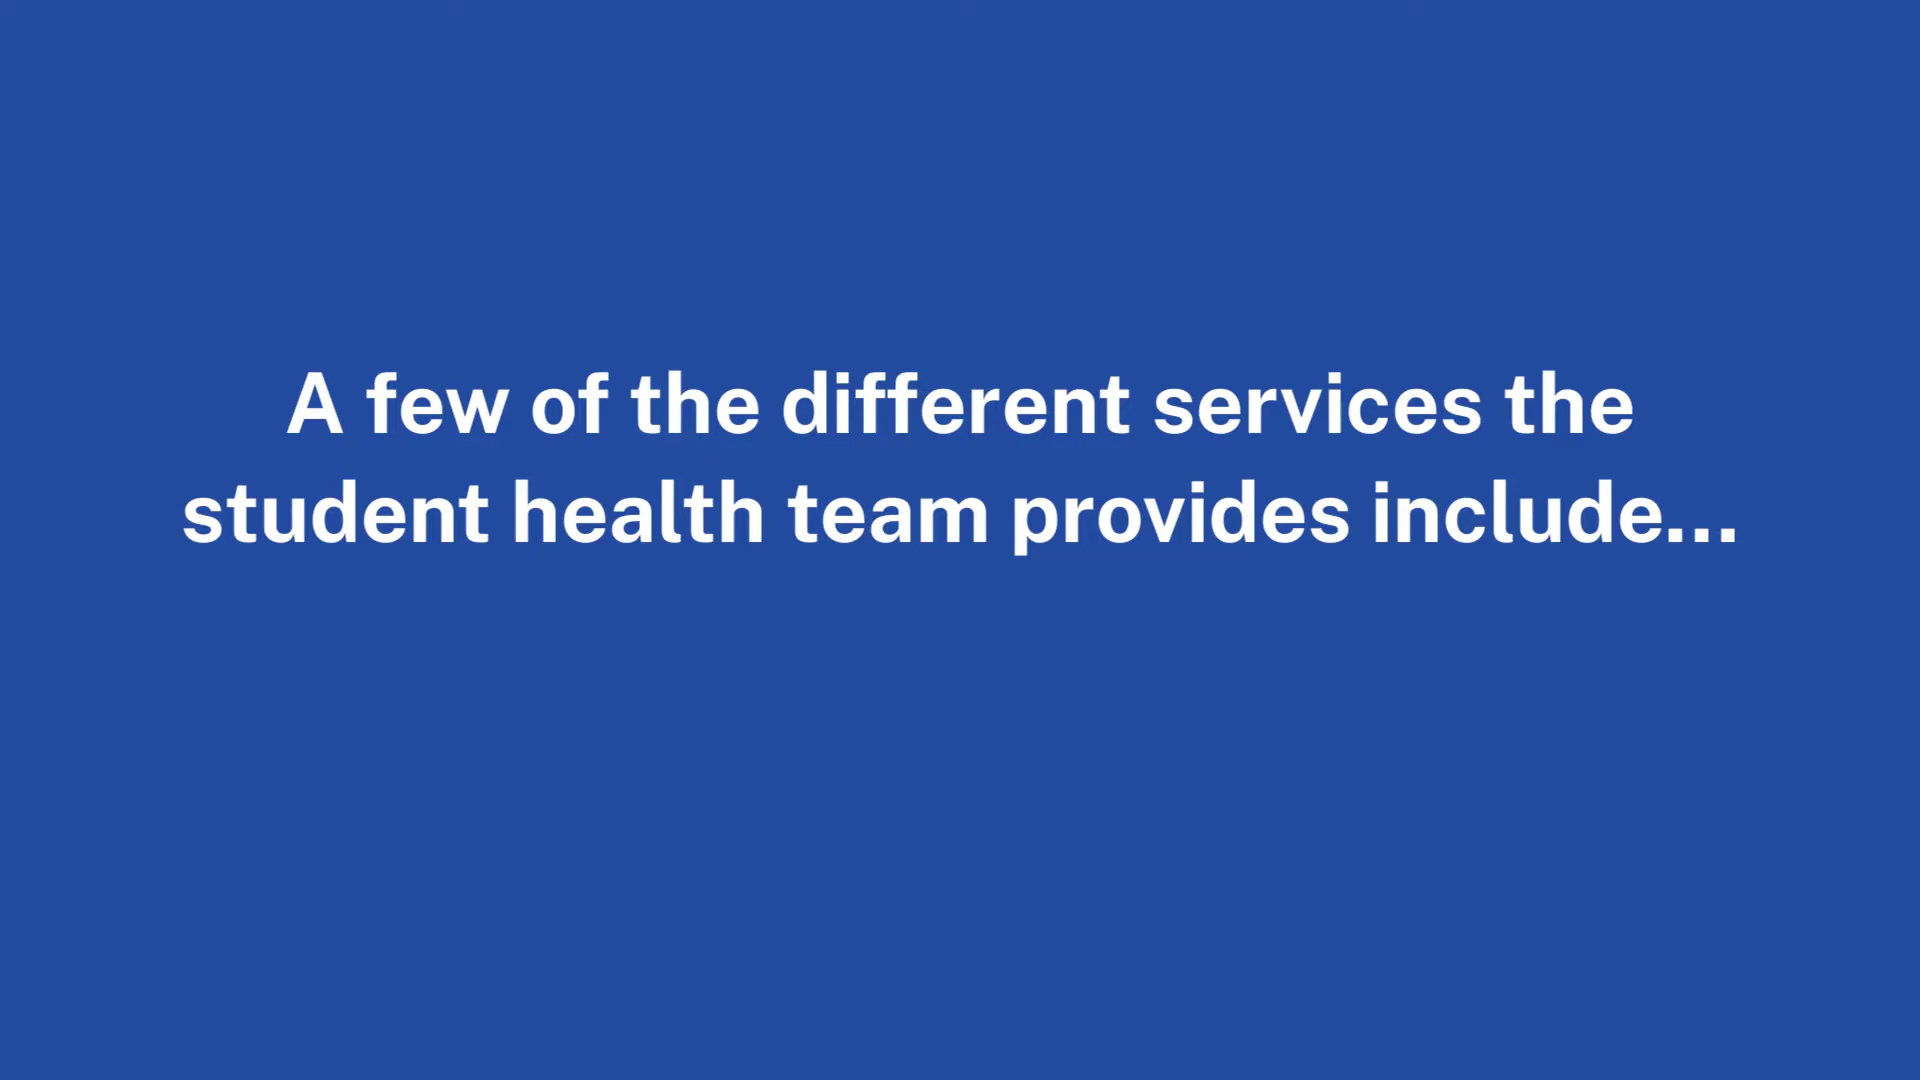 A few of the different services the
student health team provides include...